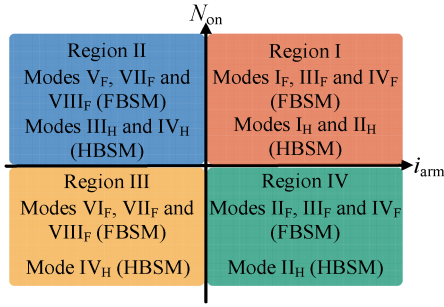 N_on
Region II
Modes V_F, VII_F and
VIII_F (FBSM)
Modes III_H and IV_H
(HBSM)
Region I
Modes I_F, III_F and IV_F
(FBSM)
Modes I_H and II_H
(HBSM)
i_arm
Region III
Modes VI_F, VII_F and
VIII_F (FBSM)
Mode IV_H (HBSM)
Region IV
Modes II_F, III_F and IV_F
(FBSM)
Mode II_H (HBSM)